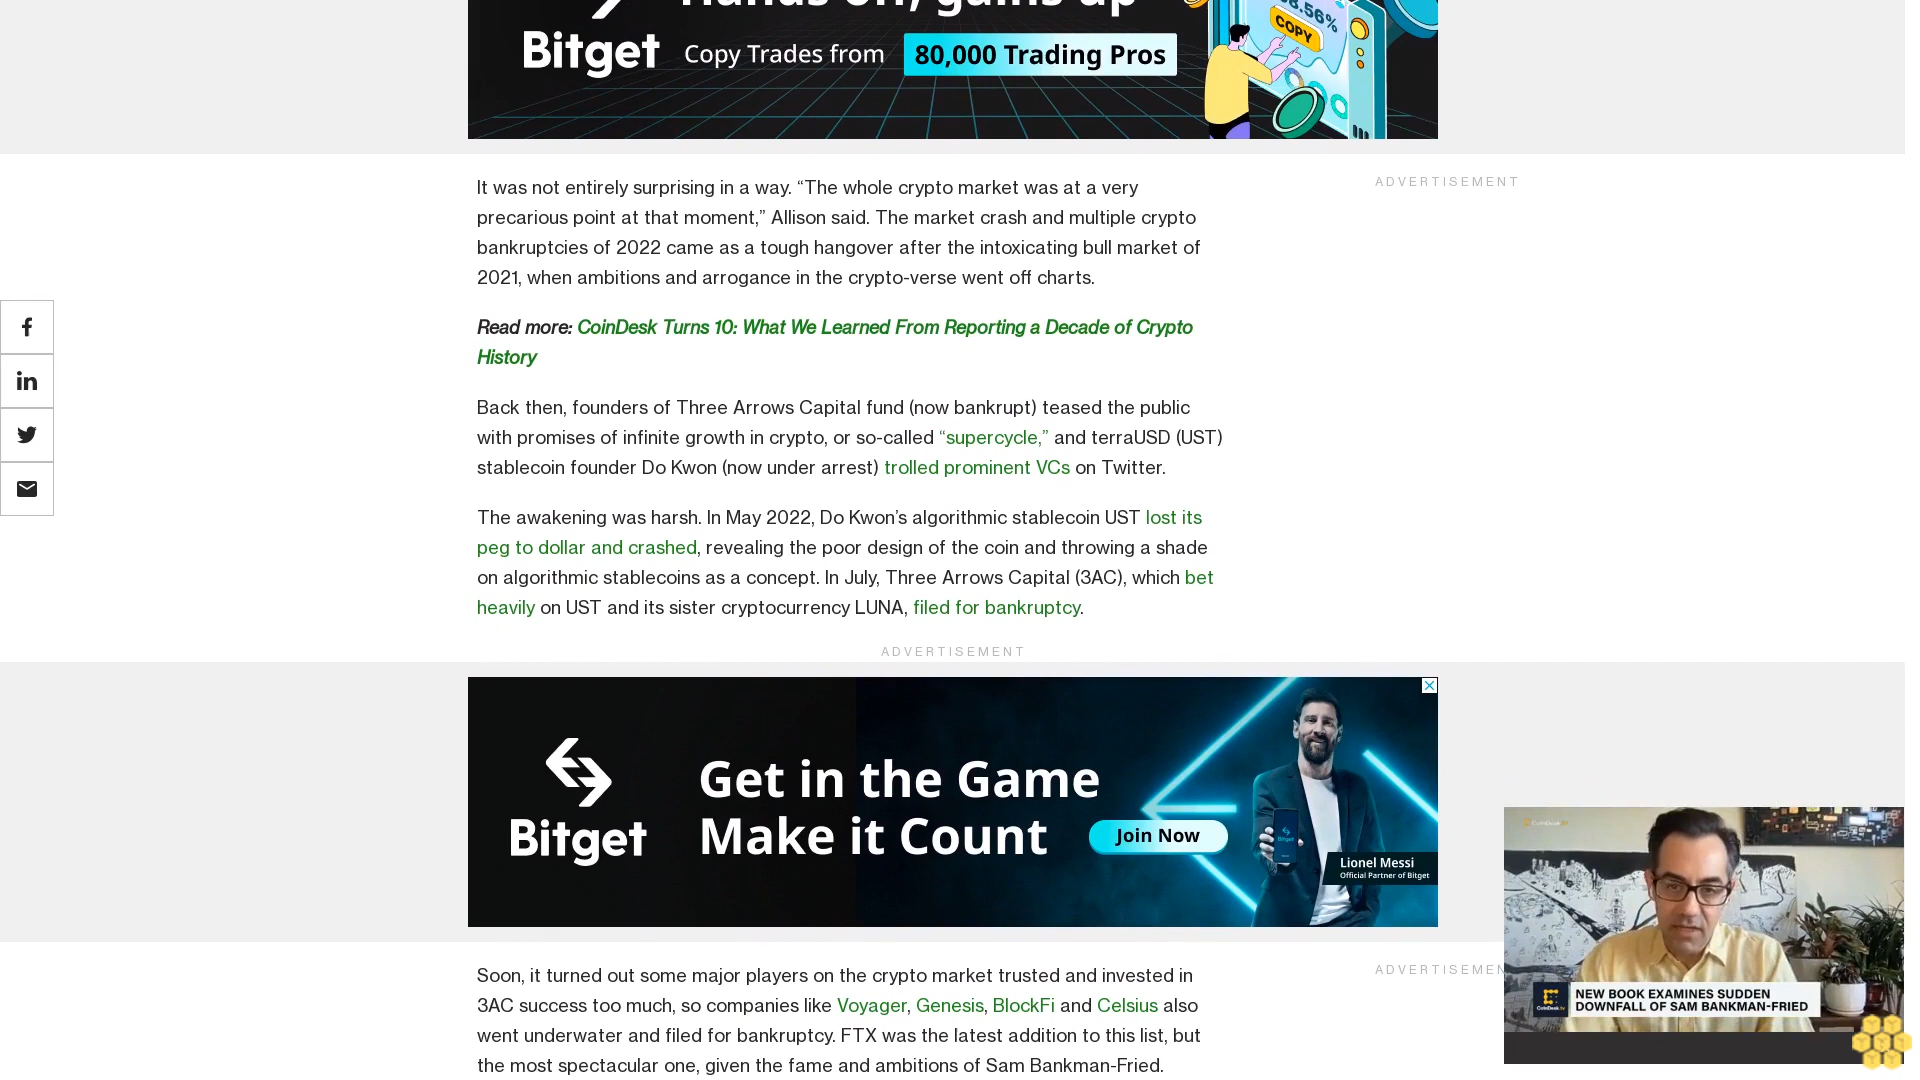 Hands off, gains up
Bitget
Copy Trades from
80,000 Trading Pros
8.56%
COPY
It was not entirely surprising in a way. “The whole crypto market was at a very
precarious point at that moment,” Allison said. The market crash and multiple crypto
bankruptcies of 2022 came as a tough hangover after the intoxicating bull market of
2021, when ambitions and arrogance in the crypto-verse went off charts.
ADVERTISEMENT
Read more: CoinDesk Turns 10: What We Learned From Reporting a Decade of Crypto
History
Back then, founders of Three Arrows Capital fund (now bankrupt) teased the public
with promises of infinite growth in crypto, or so-called “supercycle,” and terraUSD (UST)
stablecoin founder Do Kwon (now under arrest) trolled prominent VCs on Twitter.
The awakening was harsh. In May 2022, Do Kwon’s algorithmic stablecoin UST lost its
peg to dollar and crashed, revealing the poor design of the coin and throwing a shade
on algorithmic stablecoins as a concept. In July, Three Arrows Capital (3AC), which bet
heavily on UST and its sister cryptocurrency LUNA, filed for bankruptcy.
ADVERTISEMENT
Bitget
Get in the Game
Make it Count
Join Now
Bitget
Lionel Messi
Official Partner of Bitget
Soon, it turned out some major players on the crypto market trusted and invested in
3AC success too much, so companies like Voyager, Genesis, BlockFi and Celsius also
went underwater and filed for bankruptcy. FTX was the latest addition to this list, but
the most spectacular one, given the fame and ambitions of Sam Bankman-Fried.
ADVERTISEMEN
CoinDesk
CoinDesk.tv
NEW BOOK EXAMINES SUDDEN
DOWNFALL OF SAM BANKMAN-FRIED